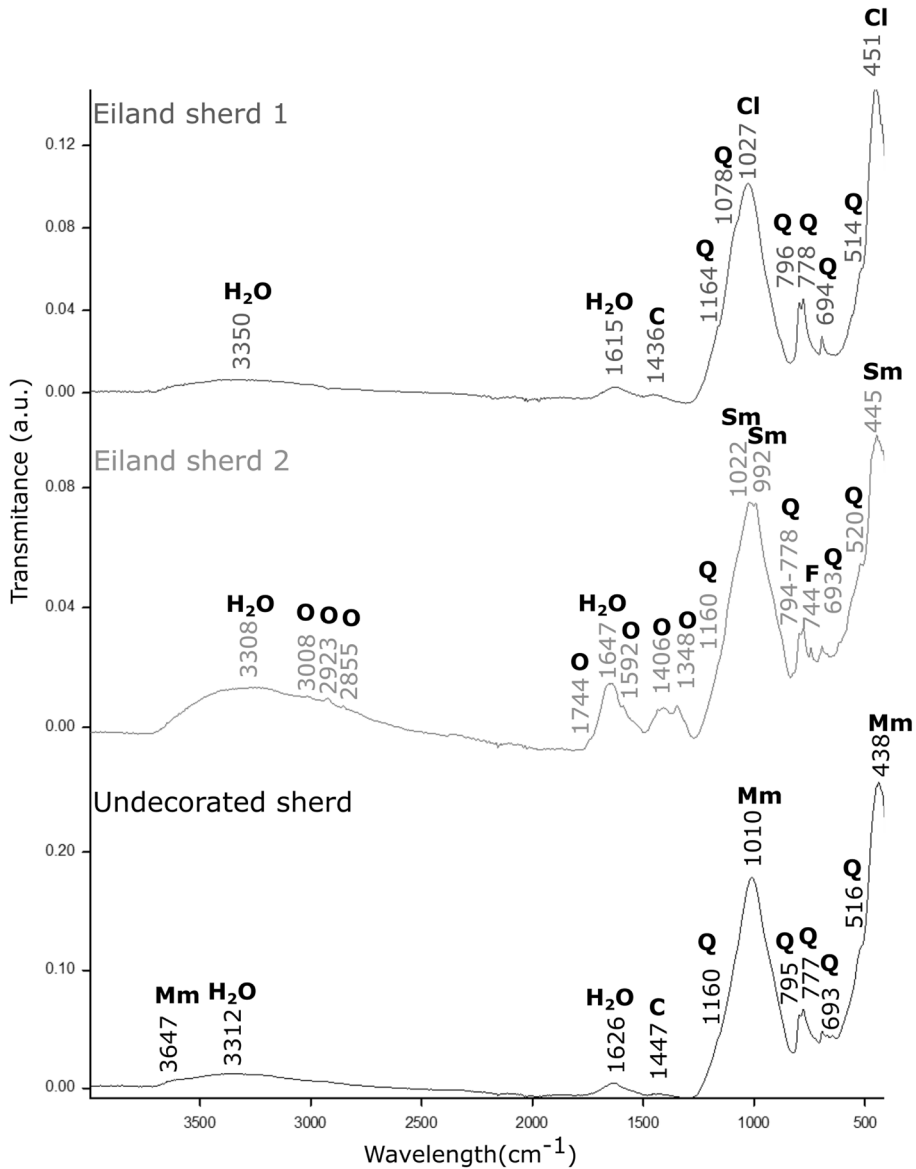 Cl
451
Eiland sherd 1
Cl
0.12
Q
1027
1078
Q
Q Q
0.08
Q
514
796
778
Q
H₂O
1164
694
0.04
H₂O
C
3350
1615
1436
0.00
Sm
Transmitance (a.u.)
445
Sm
Sm
Eiland sherd 2
1022
992
0.08
Q
Q
520
Q
794-778
Q
F
693
744
0.04
H₂O
O O O
H₂O
O
O
O
1160
3308
3008
2923
2855
O
1647
1592
1406
1348
1744
0.00
Mm
438
Undecorated sherd
Mm
1010
0.20
Q
516
Q
Q
Q
Q
795
777
693
1160
0.10
Mm H₂O
H₂O
C
3647
3312
1626
1447
0.00
3500 3000 2500 2000 1500 1000 500
Wavelength(cm⁻¹)